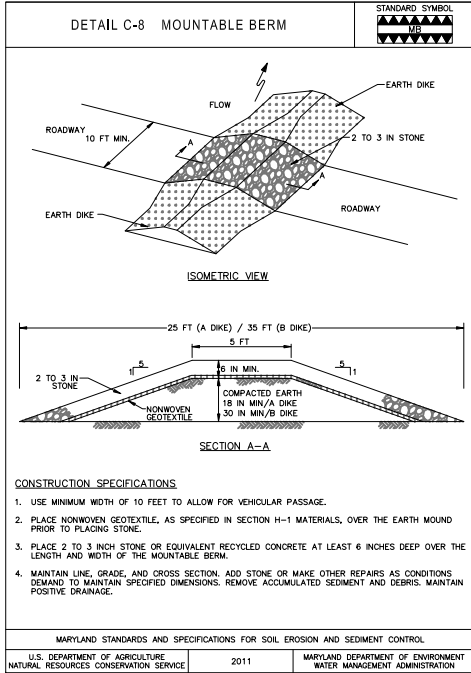 DETAIL C-8 MOUNTABLE BERM
STANDARD SYMBOL
MB
EARTH DIKE
FLOW
ROADWAY
10 FT MIN.
A
2 TO 3 IN STONE
A
EARTH DIKE
ROADWAY
ISOMETRIC VIEW
25 FT (A DIKE) / 35 FT (B DIKE)
5 FT
5
1
6 IN MIN.
5
1
2 TO 3 IN
STONE
NONWOVEN
GEOTEXTILE
COMPACTED EARTH
18 IN MIN/A DIKE
30 IN MIN/B DIKE
SECTION A-A
CONSTRUCTION SPECIFICATIONS
1. USE MINIMUM WIDTH OF 10 FEET TO ALLOW FOR VEHICULAR PASSAGE.
2. PLACE NONWOVEN GEOTEXTILE, AS SPECIFIED IN SECTION H-1 MATERIALS, OVER THE EARTH MOUND
PRIOR TO PLACING STONE.
3. PLACE 2 TO 3 INCH STONE OR EQUIVALENT RECYCLED CONCRETE AT LEAST 6 INCHES DEEP OVER THE
LENGTH AND WIDTH OF THE MOUNTABLE BERM.
4. MAINTAIN LINE, GRADE, AND CROSS SECTION. ADD STONE OR MAKE OTHER REPAIRS AS CONDITIONS
DEMAND TO MAINTAIN SPECIFIED DIMENSIONS. REMOVE ACCUMULATED SEDIMENT AND DEBRIS. MAINTAIN
POSITIVE DRAINAGE.
MARYLAND STANDARDS AND SPECIFICATIONS FOR SOIL EROSION AND SEDIMENT CONTROL
U.S. DEPARTMENT OF AGRICULTURE
NATURAL RESOURCES CONSERVATION SERVICE
2011
MARYLAND DEPARTMENT OF ENVIRONMENT
WATER MANAGEMENT ADMINISTRATION